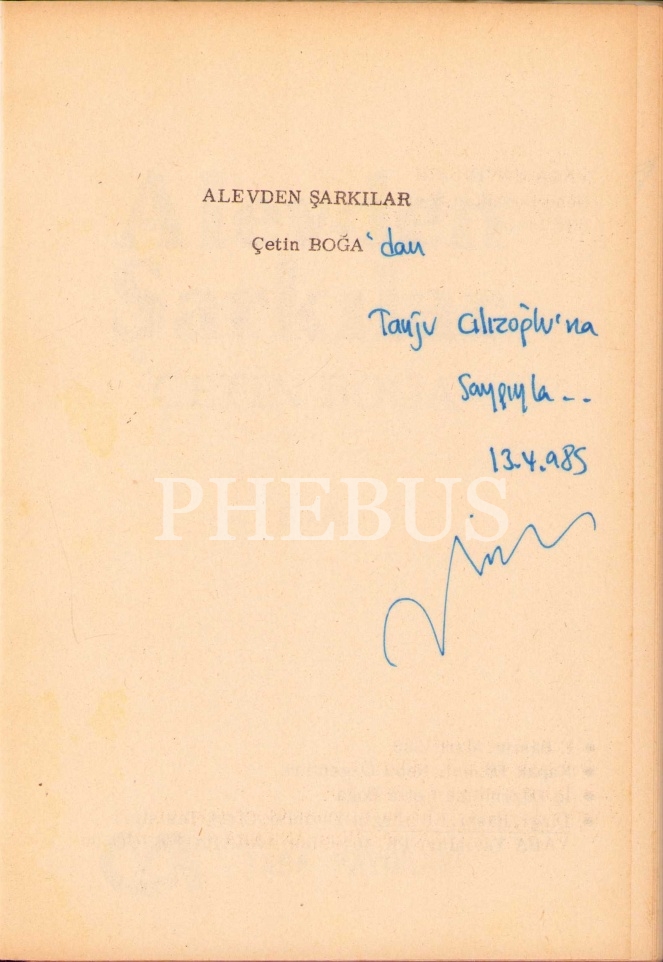 ALEVDEN ŞARKILAR
Çetin BOĞA'dan
Tanju Cılızoğlu'na
Saygıyla...
13.4.985
PHEBUS